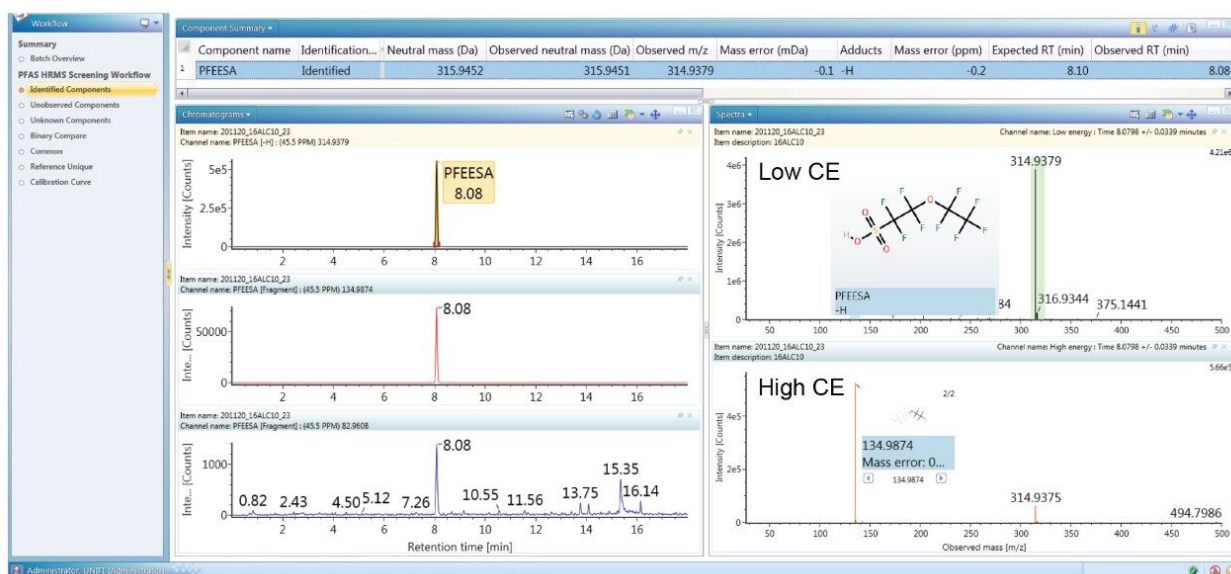 Workflow
Summary
Batch Overview
PFAS HRMS Screening Workflow
Identified Components
Unobserved Components
Unknown Components
Binary Compare
Common
Reference Unique
Calibration Curve
Component Summary
Component name Identification... Neutral mass (Da) Observed neutral mass (Da) Observed m/z Mass error (mDa) Adducts Mass error (ppm) Expected RT (min) Observed RT (min)
1 PFEESA Identified 315.9452 315.9451 314.9379 -0.1 -H -0.2 8.10 8.08
Chromatograms
Item name: 201120_16ALC10_23
Channel name: PFEESA [-H] : (45.5 PPM) 314.9379
Intensity [Counts]
5e5
2.5e5
0
PFEESA
8.08
2 4 6 8 10 12 14 16
Item name: 201120_16ALC10_23
Channel name: PFEESA [Fragment] : (45.5 PPM) 134.9874
Inte... [Counts]
50000
0
8.08
2 4 6 8 10 12 14 16
Item name: 201120_16ALC10_23
Channel name: PFEESA [Fragment] : (45.5 PPM) 82.9608
Inte... [Counts]
1000
0
0.82 2.43 4.50 5.12 7.26 8.08 10.55 11.56 13.75 15.35 16.14
2 4 6 8 10 12 14 16
Retention time [min]
Spectra
Item name: 201120_16ALC10_23 Channel name: Low energy : Time 8.0798 +/- 0.0339 minutes
Item description: 16ALC10
4.21e6
Intensity [Counts]
4e6
3e6
2e6
1e6
0
Low CE
314.9379
F F F F F F F F F O O O O S H
PFEESA
-H
84
316.9344
375.1441
50 100 150 200 250 300 350 400 450 500
Item name: 201120_16ALC10_23 Channel name: High energy : Time 8.0798 +/- 0.0339 minutes
Item description: 16ALC10
5.66e5
Intensity [Counts]
4e5
2e5
0
High CE
2/2
134.9874
Mass error: 0...
134.9874
314.9375
494.7986
50 100 150 200 250 300 350 400 450 500
Observed mass [m/z]
Administrator, UNIFI (Administrator)